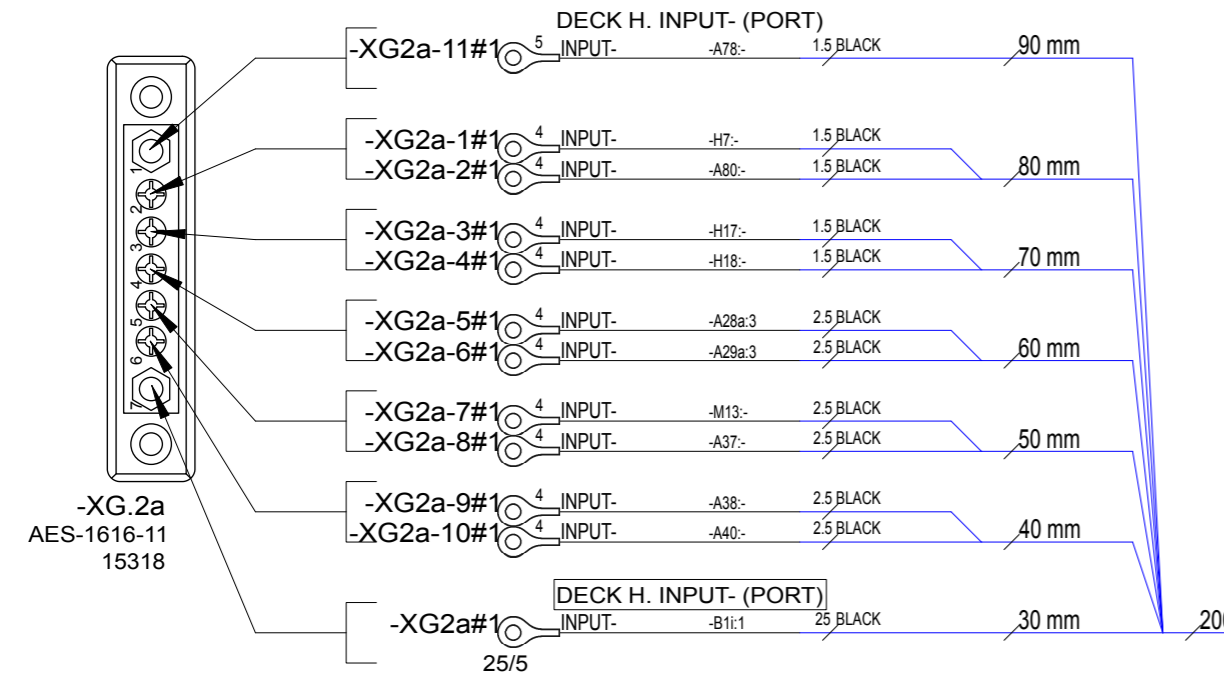 DECK H. INPUT- (PORT)
-XG2a-11#1 5 INPUT- -A78:- 1.5 BLACK 90 mm
-XG2a-1#1 4 INPUT- -H7:- 1.5 BLACK
-XG2a-2#1 4 INPUT- -A80:- 1.5 BLACK 80 mm
-XG2a-3#1 4 INPUT- -H17:- 1.5 BLACK
-XG2a-4#1 4 INPUT- -H18:- 1.5 BLACK 70 mm
-XG2a-5#1 4 INPUT- -A28a:3 2.5 BLACK
-XG2a-6#1 4 INPUT- -A29a:3 2.5 BLACK 60 mm
-XG2a-7#1 4 INPUT- -M13:- 2.5 BLACK
-XG2a-8#1 4 INPUT- -A37:- 2.5 BLACK 50 mm
-XG2a-9#1 4 INPUT- -A38:- 2.5 BLACK
-XG2a-10#1 4 INPUT- -A40:- 2.5 BLACK 40 mm
DECK H. INPUT- (PORT)
-XG2a#1 INPUT- -B1i:1 25 BLACK 30 mm
25/5
1
2
3
4
5
6
7
-XG.2a
AES-1616-11
15318